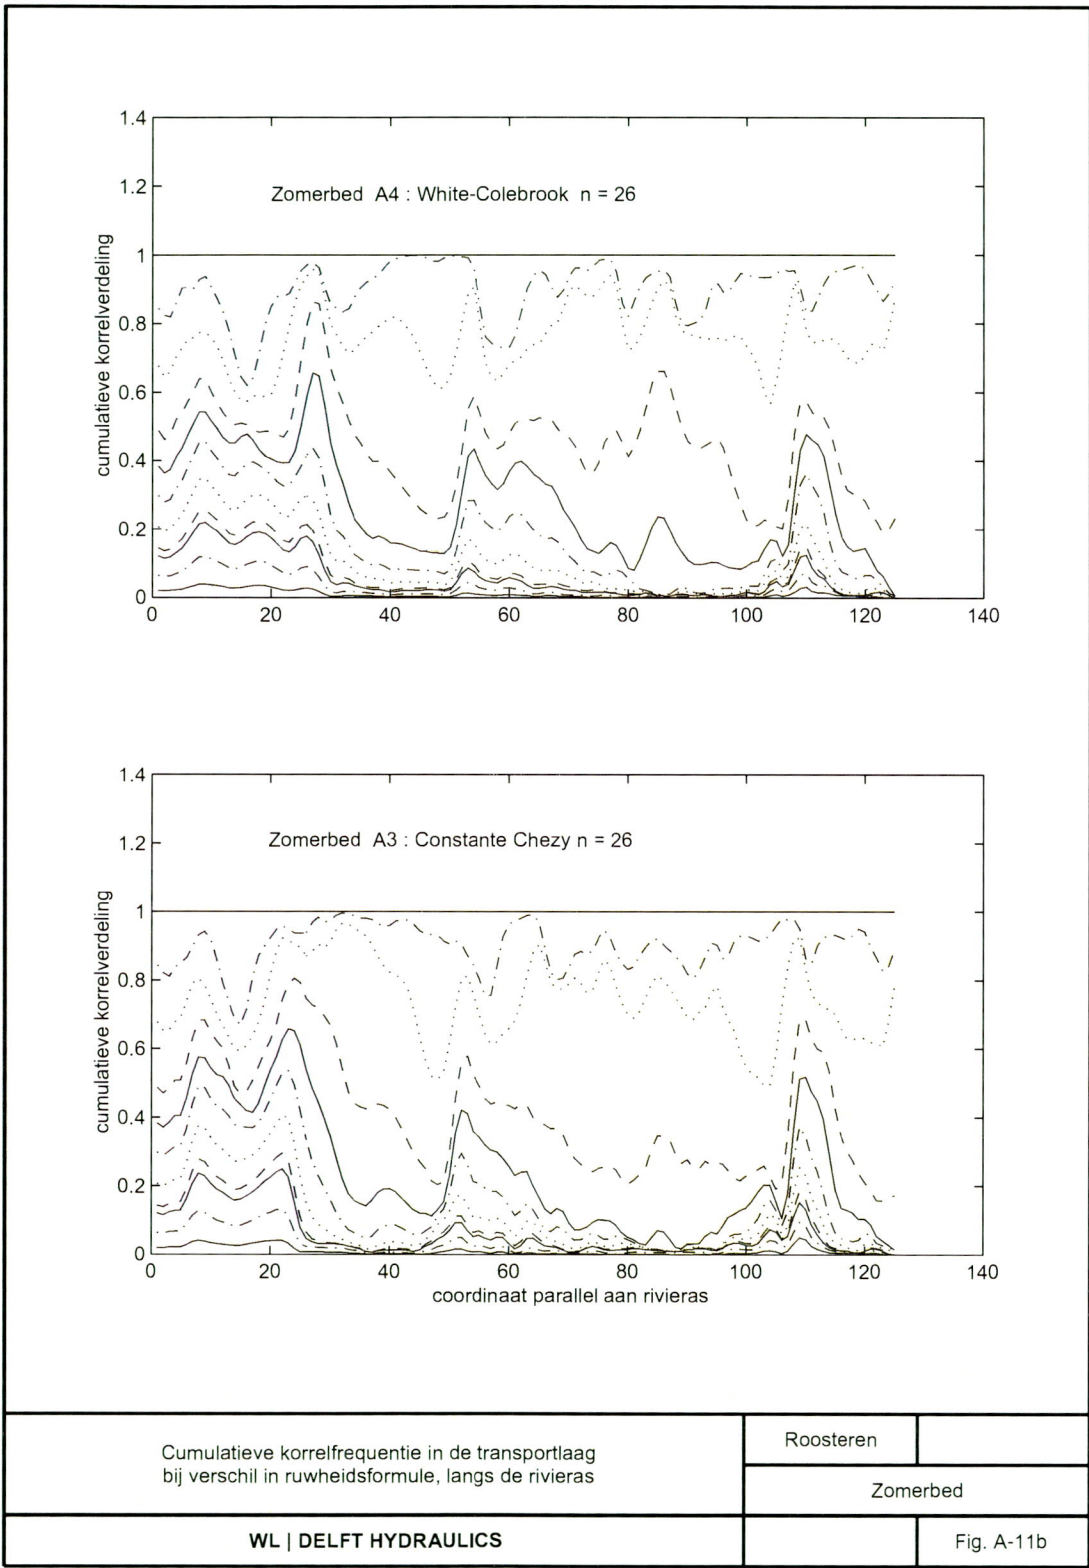 1.4
1.2
1
0.8
0.6
0.4
0.2
0
cumulatieve korrelverdeling
Zomerbed A4 : White-Colebrook n = 26
0 20 40 60 80 100 120 140
1.4
1.2
1
0.8
0.6
0.4
0.2
0
cumulatieve korrelverdeling
Zomerbed A3 : Constante Chezy n = 26
0 20 40 60 80 100 120 140
coordinaat parallel aan rivieras
Cumulatieve korrelfrequentie in de transportlaag
bij verschil in ruwheidsformule, langs de rivieras
Roosteren
Zomerbed
WL | DELFT HYDRAULICS
Fig. A-11b